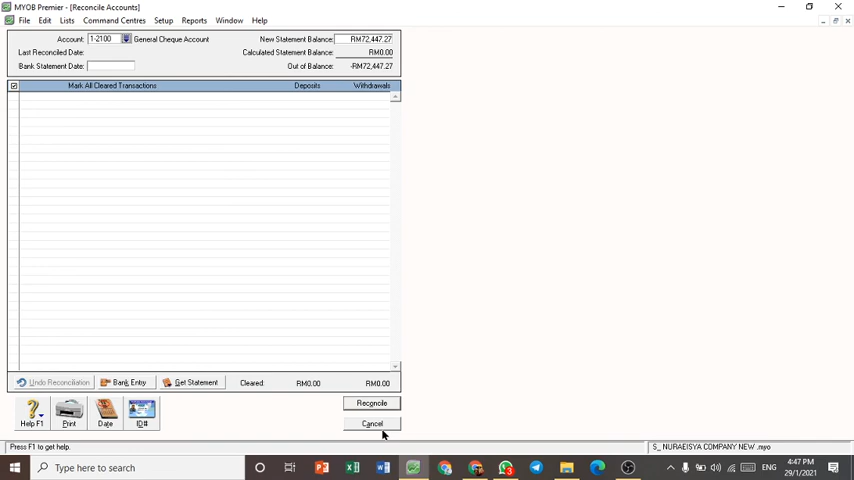 MYOB Premier - [Reconcile Accounts]
File Edit Lists Command Centres Setup Reports Window Help
Account: 1-2100 General Cheque Account New Statement Balance: RM72,447.27
Last Reconciled Date: Calculated Statement Balance: RM0.00
Bank Statement Date: Out of Balance: -RM72,447.27
Mark All Cleared Transactions Deposits Withdrawals
Undo Reconciliation Bank Entry Get Statement Cleared: RM0.00 RM0.00
Reconcile
Help F1 Print Date ID# Cancel
Press F1 to get help. S_ NURAEISYA COMPANY NEW .myo
Type here to search 3 ENG 4:47 PM
29/1/2021